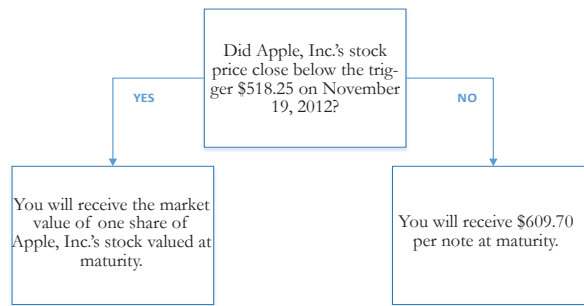 Did Apple, Inc.'s stock
price close below the trig-
ger $518.25 on November
19, 2012?
YES
NO
You will receive the market
value of one share of
Apple, Inc.'s stock valued at
maturity.
You will receive $609.70
per note at maturity.